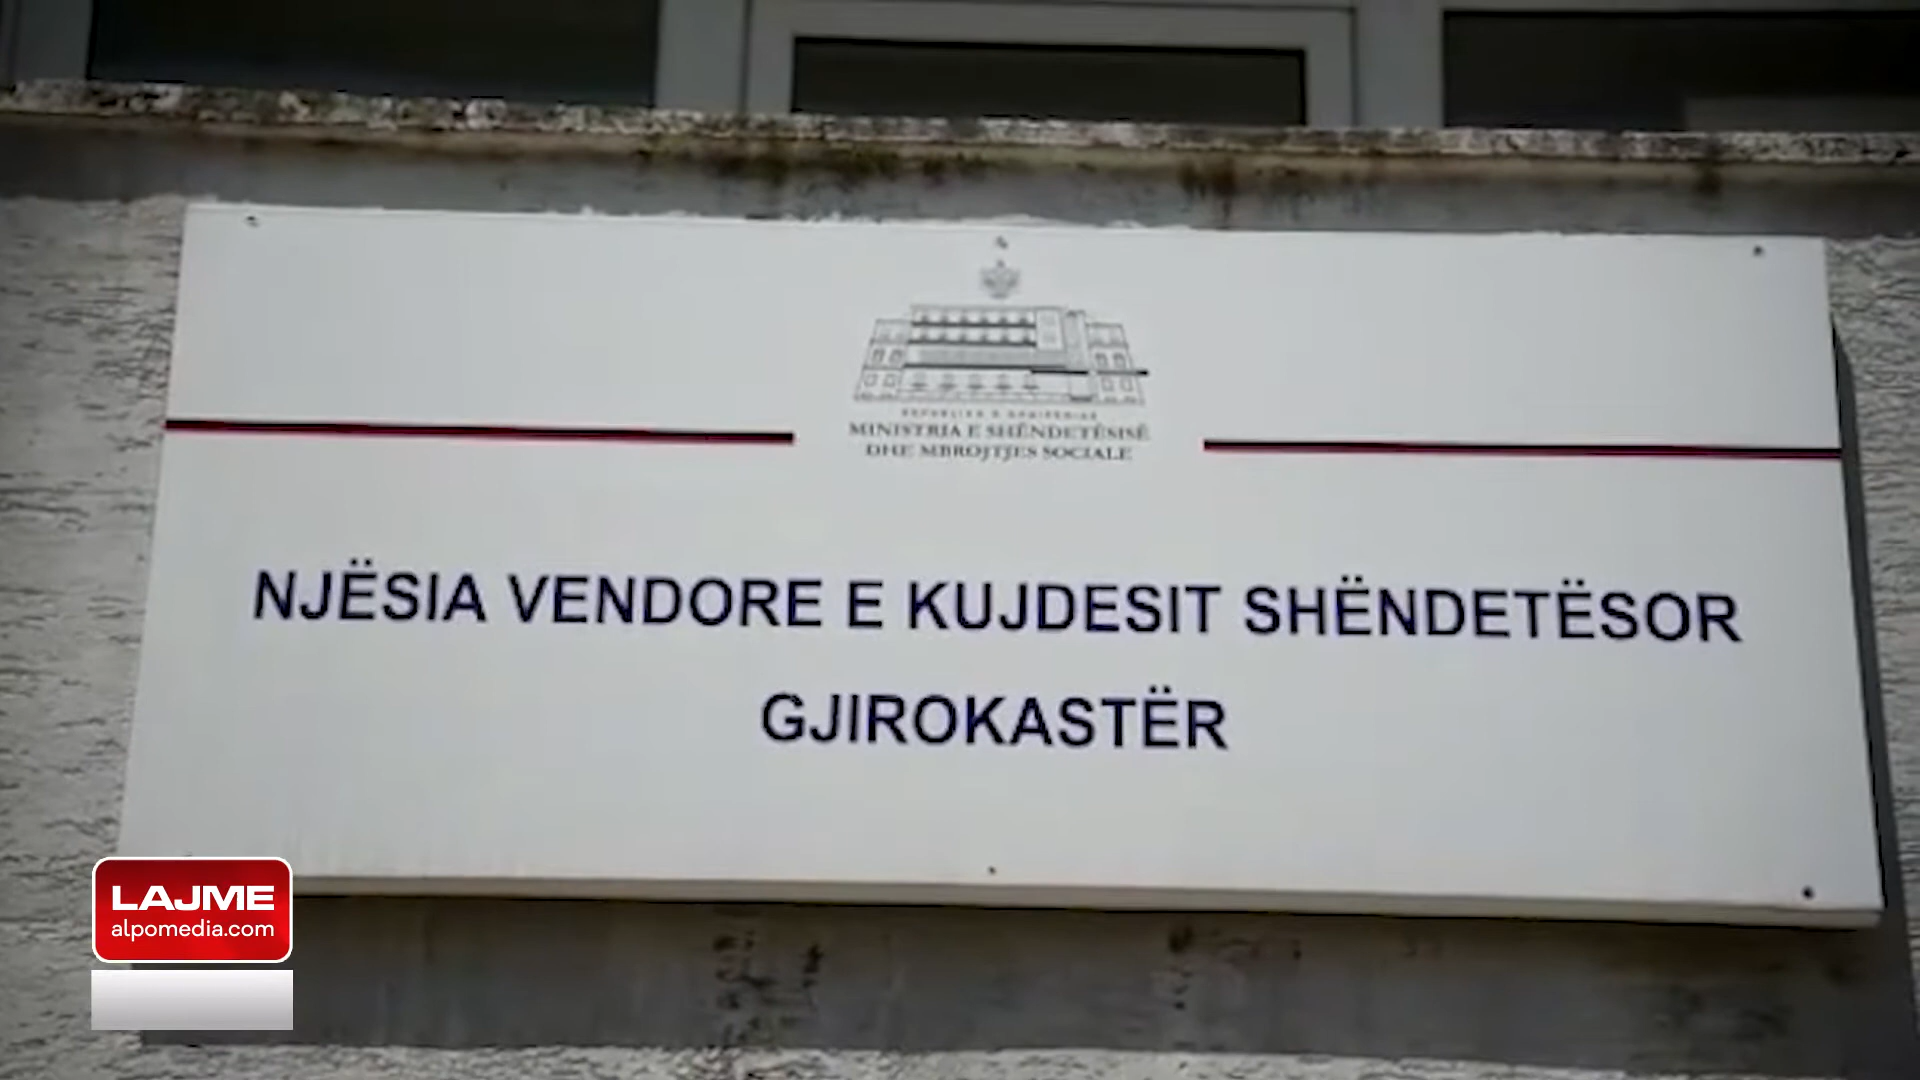 REPUBLIKA E SHQIPËRISË
MINISTRIA E SHËNDETËSISË
DHE MBROJTJES SOCIALE
NJËSIA VENDORE E KUJDESIT SHËNDETËSOR
GJIROKASTËR
LAJME
alpomedia.com